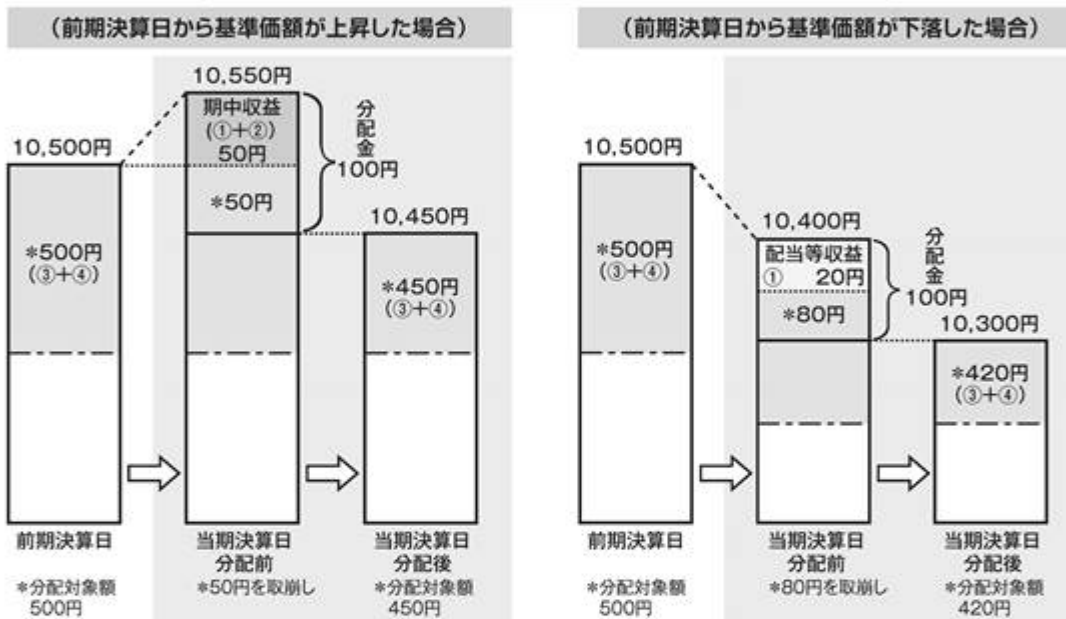 (前期決算日から基準価額が上昇した場合)
10,550円
期中収益
(①+②)
50円
*50円
分配金
100円
10,500円
*500円
(③+④)
10,450円
*450円
(③+④)
前期決算日
*分配対象額
500円
当期決算日
分配前
*50円を取崩し
当期決算日
分配後
*分配対象額
450円
(前期決算日から基準価額が下落した場合)
10,500円
*500円
(③+④)
10,400円
配当等収益
① 20円
*80円
分配金
100円
10,300円
*420円
(③+④)
前期決算日
*分配対象額
500円
当期決算日
分配前
*80円を取崩し
当期決算日
分配後
*分配対象額
420円